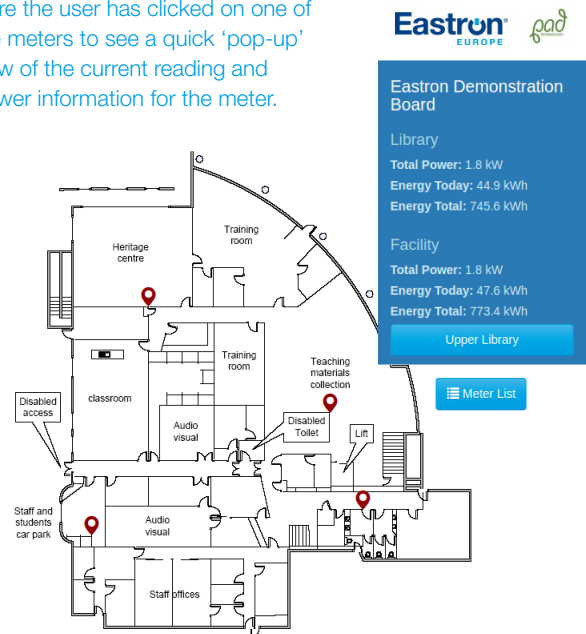 re the user has clicked on one of
meters to see a quick ‘pop-up’
of the current reading and
wer information for the meter.
Eastron®
EUROPE
pad
Eastron Demonstration
Board
Library
Total Power: 1.8 kW
Energy Today: 44.9 kWh
Energy Total: 745.6 kWh
Facility
Total Power: 1.8 kW
Energy Today: 47.6 kWh
Energy Total: 773.4 kWh
Upper Library
Meter List
Training
room
Heritage
centre
Training
room
Teaching
materials
collection
classroom
Disabled
access
Audio
visual
Disabled
Toilet
Lift
Staff and
students
car park
Audio
visual
Staff offices